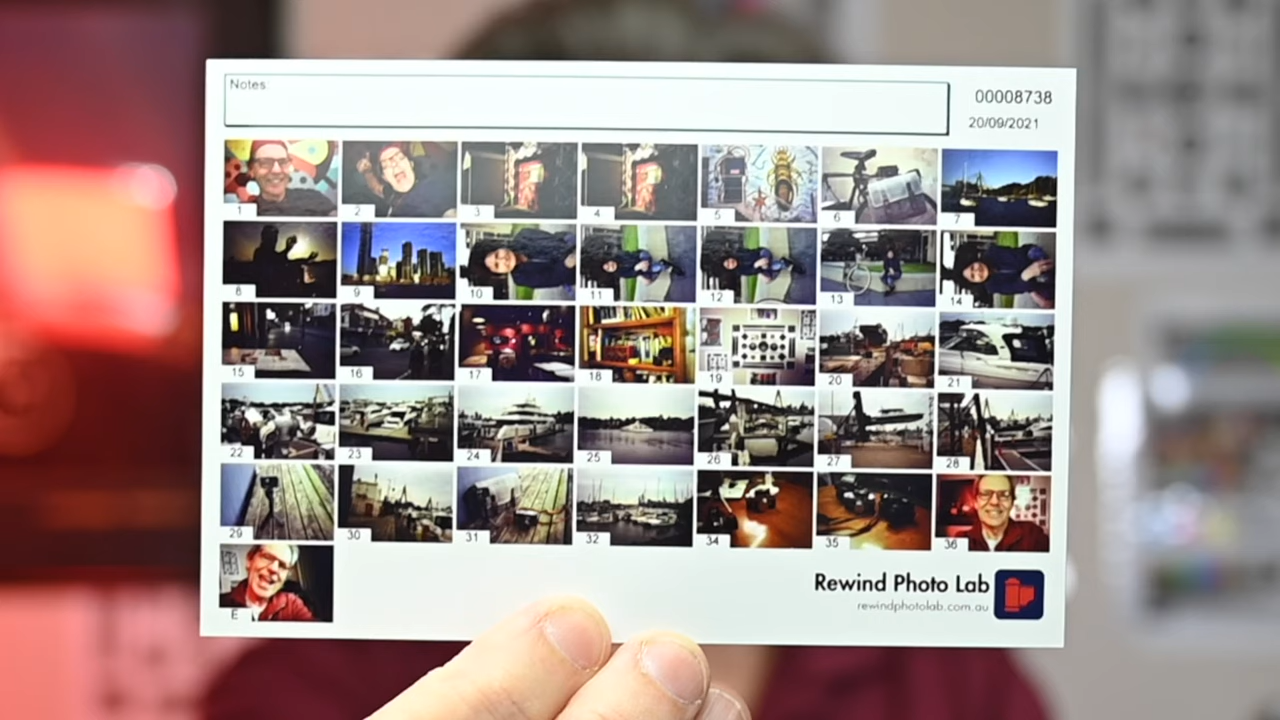 Notes
00008738
20/09/2021
1 2 3 4 5 6 7
8 9 10 11 12 13 14
15 16 17 18 19 20 21
22 23 24 25 26 27 28
29 30 31 32 34 35 36
E
Rewind Photo Lab
rewindphotolab.com.au